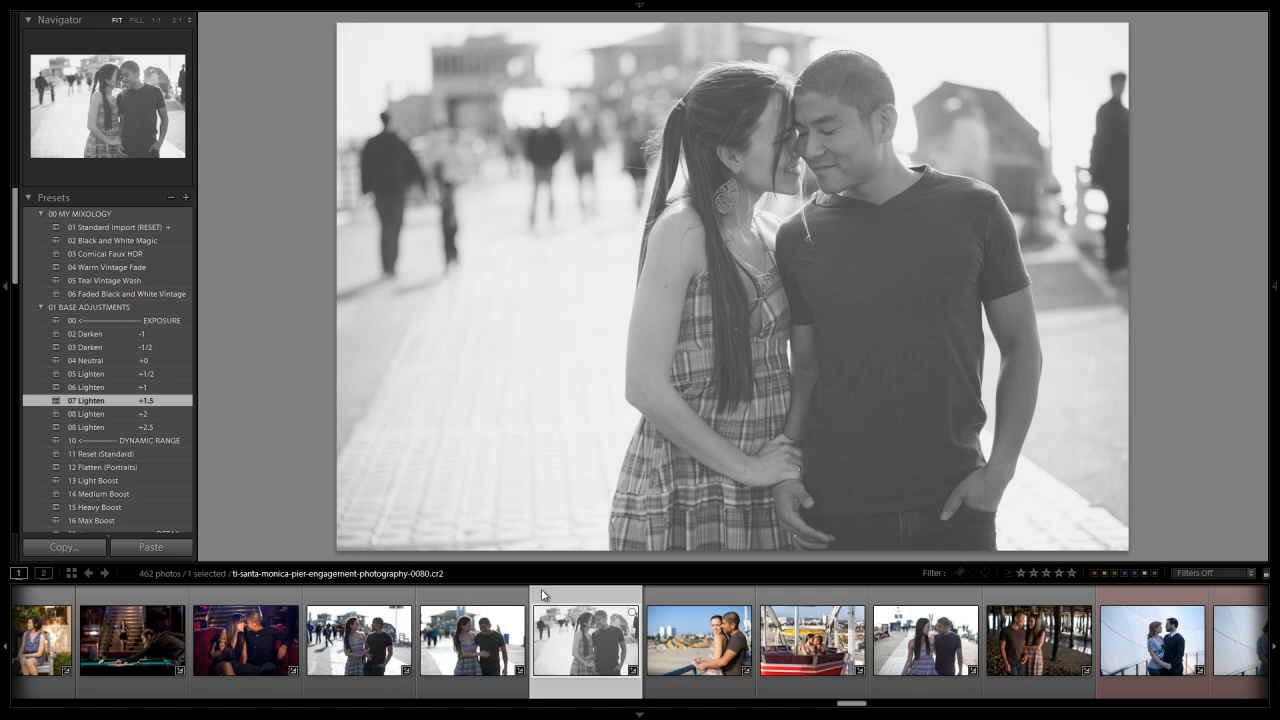 Navigator FIT FILL 1:1 3:1
Presets
00 MY MIXOLOGY
01 Standard Import (RESET) +
02 Black and White Magic
03 Comical Faux HDR
04 Warm Vintage Fade
05 Teal Vintage Wash
06 Faded Black and White Vintage
01 BASE ADJUSTMENTS
00 <-------------------- EXPOSURE
02 Darken -1
03 Darken -1/2
04 Neutral +0
05 Lighten +1/2
06 Lighten +1
07 Lighten +1.5
08 Lighten +2
08 Lighten +2.5
10 <------------ DYNAMIC RANGE
11 Reset (Standard)
12 Flatten (Portraits)
13 Light Boost
14 Medium Boost
15 Heavy Boost
16 Max Boost
Copy... Paste
1 2 462 photos / 1 selected / ti-santa-monica-pier-engagement-photography-0080.cr2 Filter : Filters Off